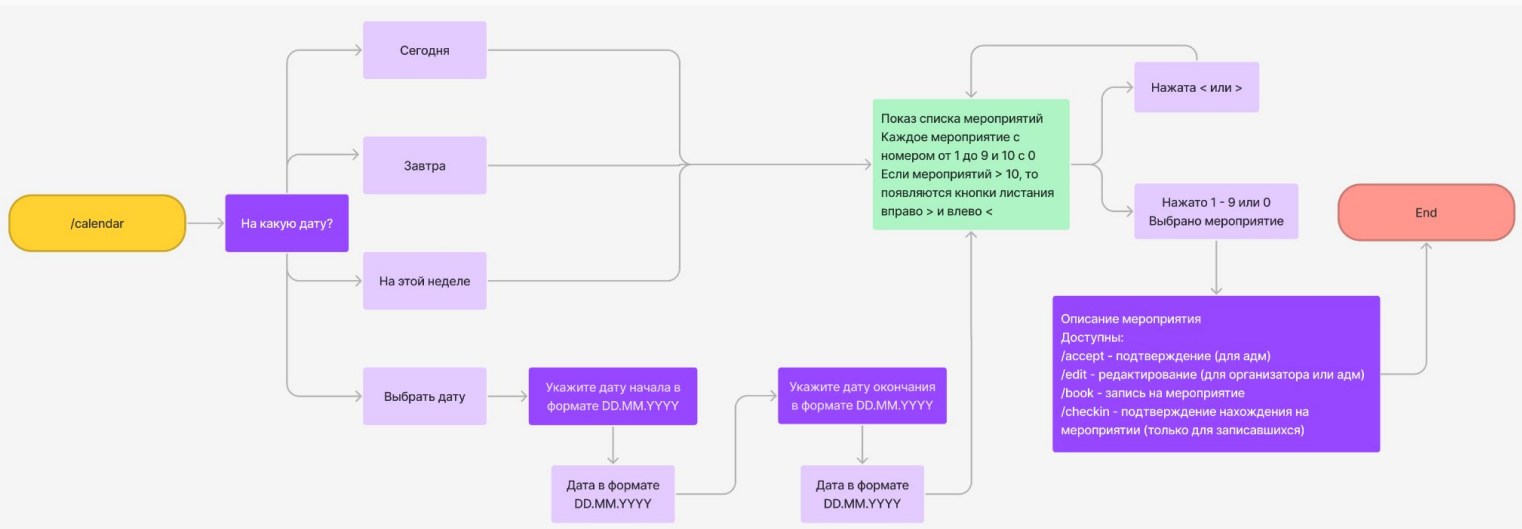 /calendar
На какую дату?
Сегодня
Завтра
На этой неделе
Выбрать дату
Укажите дату начала в
формате DD.MM.YYYY
Дата в формате
DD.MM.YYYY
Укажите дату окончания
в формате DD.MM.YYYY
Дата в формате
DD.MM.YYYY
Показ списка мероприятий
Каждое мероприятие с
номером от 1 до 9 и 10 с 0
Если мероприятий > 10, то
появляются кнопки листания
вправо > и влево <
Нажата < или >
Нажато 1 - 9 или 0
Выбрано мероприятие
Описание мероприятия
Доступны:
/accept - подтверждение (для адм)
/edit - редактирование (для организатора или адм)
/book - запись на мероприятие
/checkin - подтверждение нахождения на
мероприятии (только для записавшихся)
End